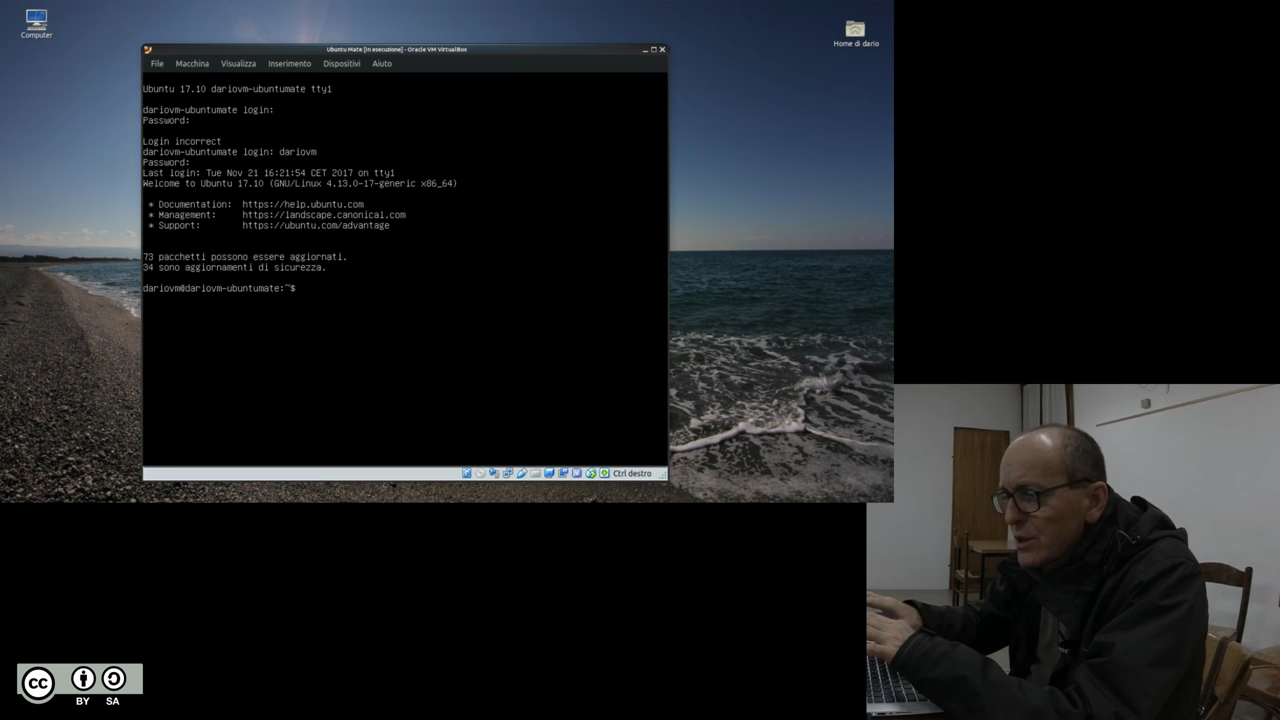 Computer
Home di dario
Ubuntu Mate [In esecuzione] - Oracle VM VirtualBox
File Macchina Visualizza Inserimento Dispositivi Aiuto
Ubuntu 17.10 dariovm-ubuntumate tty1
dariovm-ubuntumate login:
Password:
Login incorrect
dariovm-ubuntumate login: dariovm
Password:
Last login: Tue Nov 21 16:21:54 CET 2017 on tty1
Welcome to Ubuntu 17.10 (GNU/Linux 4.13.0-17-generic x86_64)
* Documentation: https://help.ubuntu.com
* Management: https://landscape.canonical.com
* Support: https://ubuntu.com/advantage
73 pacchetti possono essere aggiornati.
34 sono aggiornamenti di sicurezza.
dariovm@dariovm-ubuntumate:~$
Ctrl destro
CC
BY SA